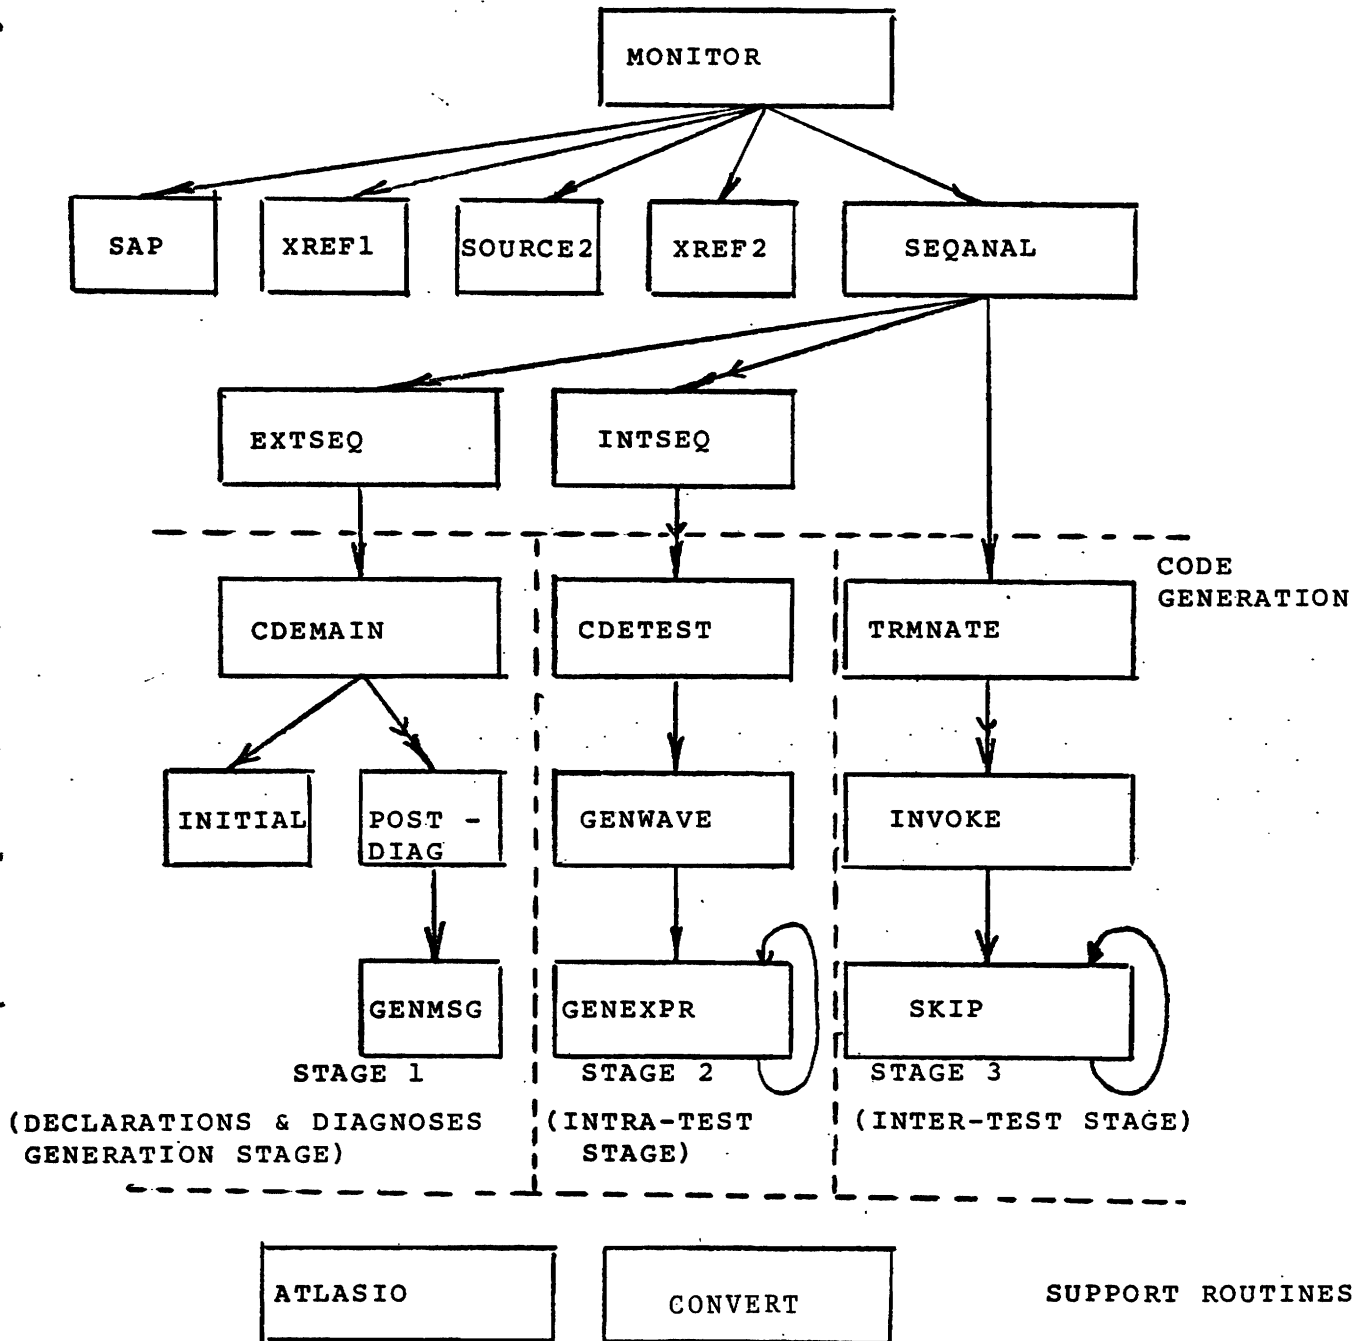 MONITOR
SAP
XREF1
SOURCE2
XREF2
SEQANAL
EXTSEQ
INTSEQ
CODE
GENERATION
CDEMAIN
CDETEST
TRMNATE
INITIAL
POST -
DIAG
GENWAVE
INVOKE
GENMSG
GENEXPR
SKIP
STAGE 1
STAGE 2
STAGE 3
(DECLARATIONS & DIAGNOSES
GENERATION STAGE)
(INTRA-TEST
STAGE)
(INTER-TEST STAGE)
ATLASIO
CONVERT
SUPPORT ROUTINES